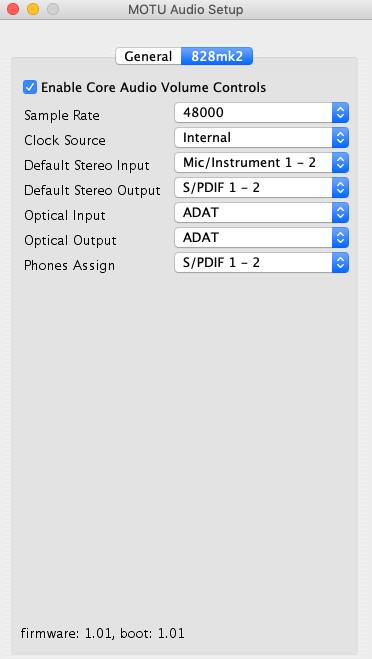 MOTU Audio Setup
General 828mk2
Enable Core Audio Volume Controls
Sample Rate 48000
Clock Source Internal
Default Stereo Input Mic/Instrument 1 – 2
Default Stereo Output S/PDIF 1 – 2
Optical Input ADAT
Optical Output ADAT
Phones Assign S/PDIF 1 – 2
firmware: 1.01, boot: 1.01